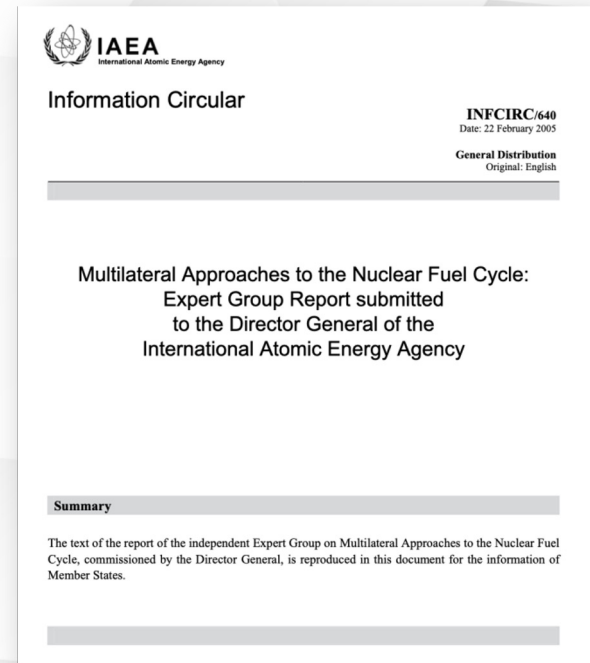 IAEA
International Atomic Energy Agency
Information Circular
INFCIRC/640
Date: 22 February 2005
General Distribution
Original: English
Multilateral Approaches to the Nuclear Fuel Cycle:
Expert Group Report submitted
to the Director General of the
International Atomic Energy Agency
Summary
The text of the report of the independent Expert Group on Multilateral Approaches to the Nuclear Fuel
Cycle, commissioned by the Director General, is reproduced in this document for the information of
Member States.